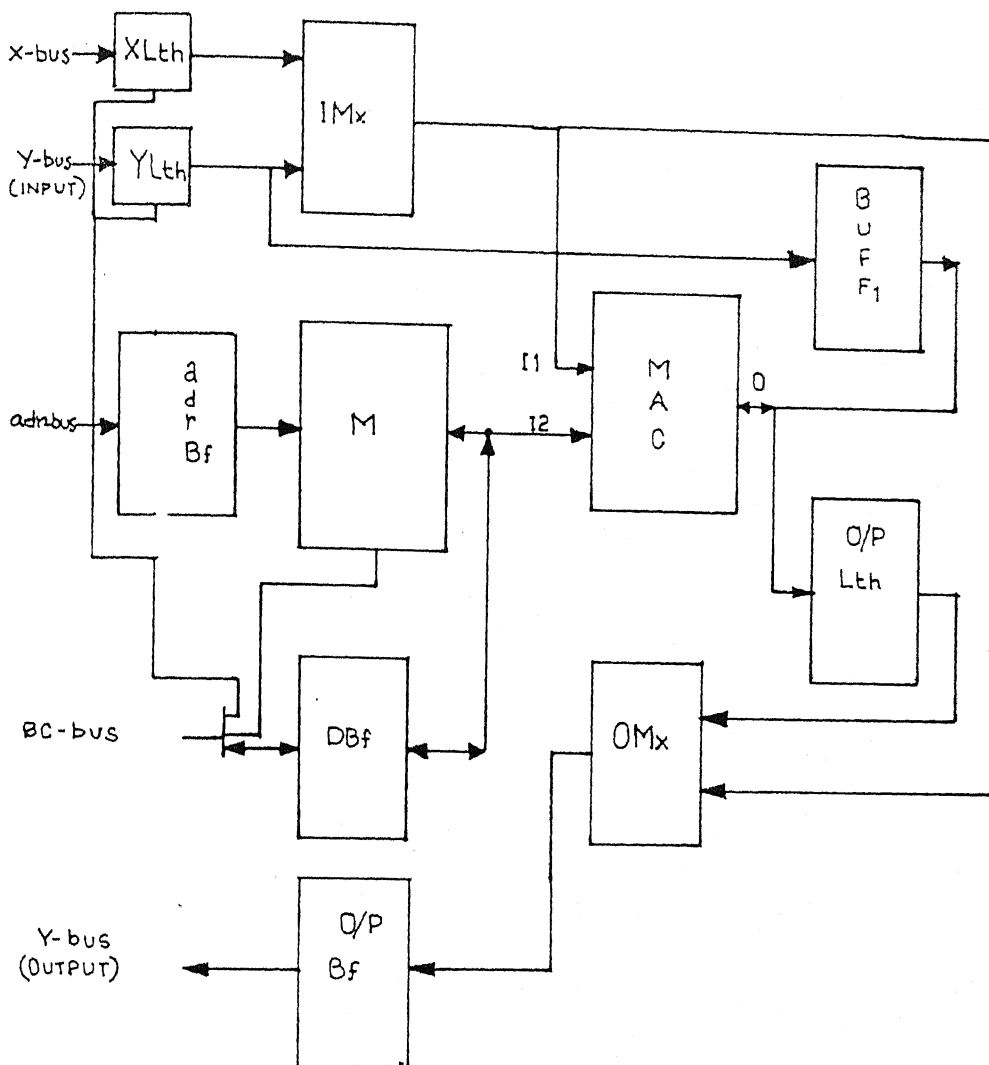 X-bus
XLth
IMx
Y-bus
(INPUT)
YLth
B
U
F
F1
adrbus
a
d
r
Bf
M
I1
I2
M
A
C
O
O/P
Lth
BC-bus
DBf
OMx
Y-bus
(OUTPUT)
O/P
Bf